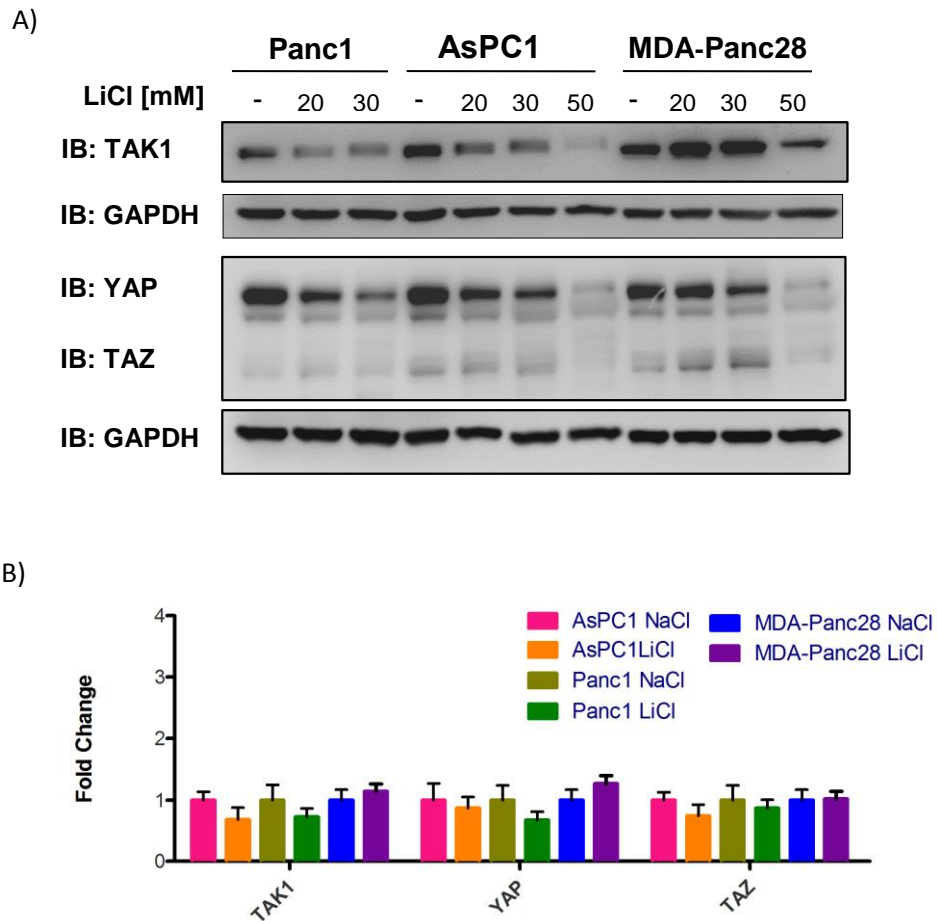 A)
Panc1 AsPC1 MDA-Panc28
LiCl [mM] - 20 30 - 20 30 50 - 20 30 50
IB: TAK1
IB: GAPDH
IB: YAP
IB: TAZ
IB: GAPDH
B)
Fold Change
4
3
2
1
0
AsPC1 NaCl
AsPC1LiCl
Panc1 NaCl
Panc1 LiCl
MDA-Panc28 NaCl
MDA-Panc28 LiCl
TAK1 YAP TAZ